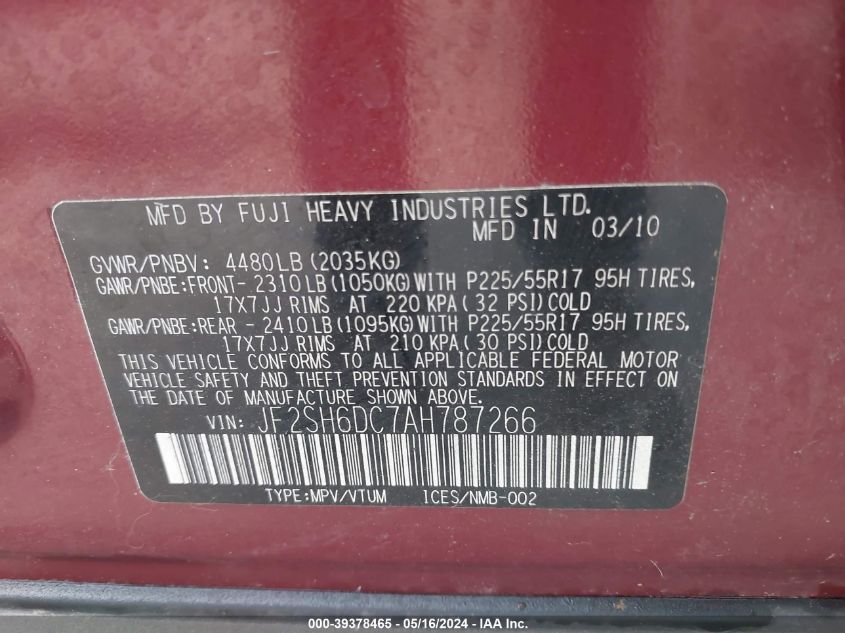 MFD BY FUJI HEAVY INDUSTRIES LTD.
MFD IN 03/10
GVWR/PNBV: 4480LB (2035KG)
GAWR/PNBE:FRONT- 2310LB (1050KG) WITH P225/55R17 95H TIRES,
17X7JJ RIMS AT 220 KPA ( 32 PSI) COLD
GAWR/PNBE:REAR - 2410LB (1095KG) WITH P225/55R17 95H TIRES,
17X7JJ RIMS AT 210 KPA ( 30 PSI) COLD
THIS VEHICLE CONFORMS TO ALL APPLICABLE FEDERAL MOTOR
VEHICLE SAFETY AND THEFT PREVENTION STANDARDS IN EFFECT ON
THE DATE OF MANUFACTURE SHOWN ABOVE.
VIN: JF2SH6DC7AH787266
TYPE:MPV/VTUM ICES/NMB-002
000-39378465 - 05/16/2024 - IAA Inc.